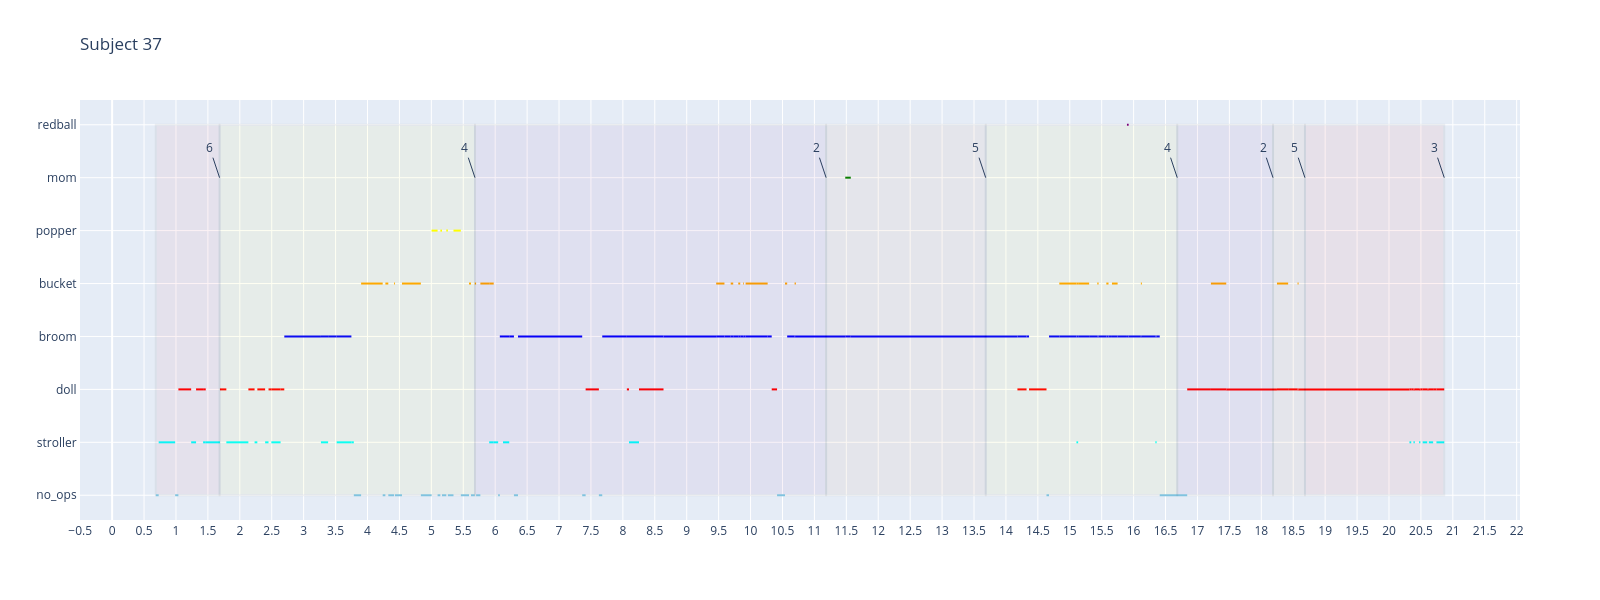 Subject 37
redball
6 4 2 5 4 2 5 3
mom
popper
bucket
broom
doll
stroller
no_ops
−0.5 0 0.5 1 1.5 2 2.5 3 3.5 4 4.5 5 5.5 6 6.5 7 7.5 8 8.5 9 9.5 10 10.5 11 11.5 12 12.5 13 13.5 14 14.5 15 15.5 16 16.5 17 17.5 18 18.5 19 19.5 20 20.5 21 21.5 22